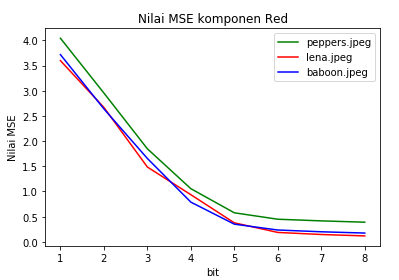 Nilai MSE komponen Red
peppers.jpeg
lena.jpeg
baboon.jpeg
Nilai MSE
4.0
3.5
3.0
2.5
2.0
1.5
1.0
0.5
0.0
1 2 3 4 5 6 7 8
bit